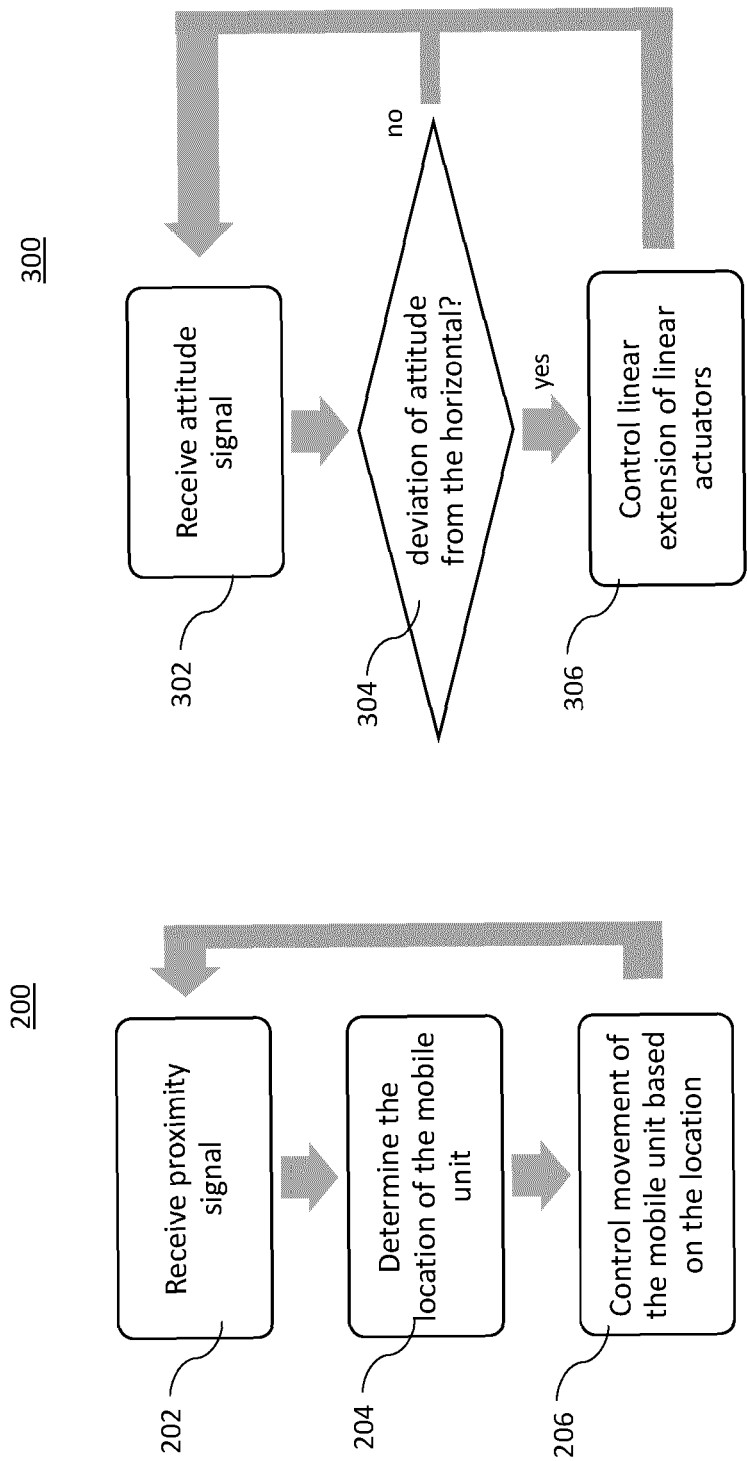 200
Receive proximity
signal
202
Determine the
location of the mobile
unit
204
Control movement of
the mobile unit based
on the location
206
300
Receive attitude
signal
302
deviation of attitude
from the horizontal?
304
no
yes
Control linear
extension of linear
actuators
306